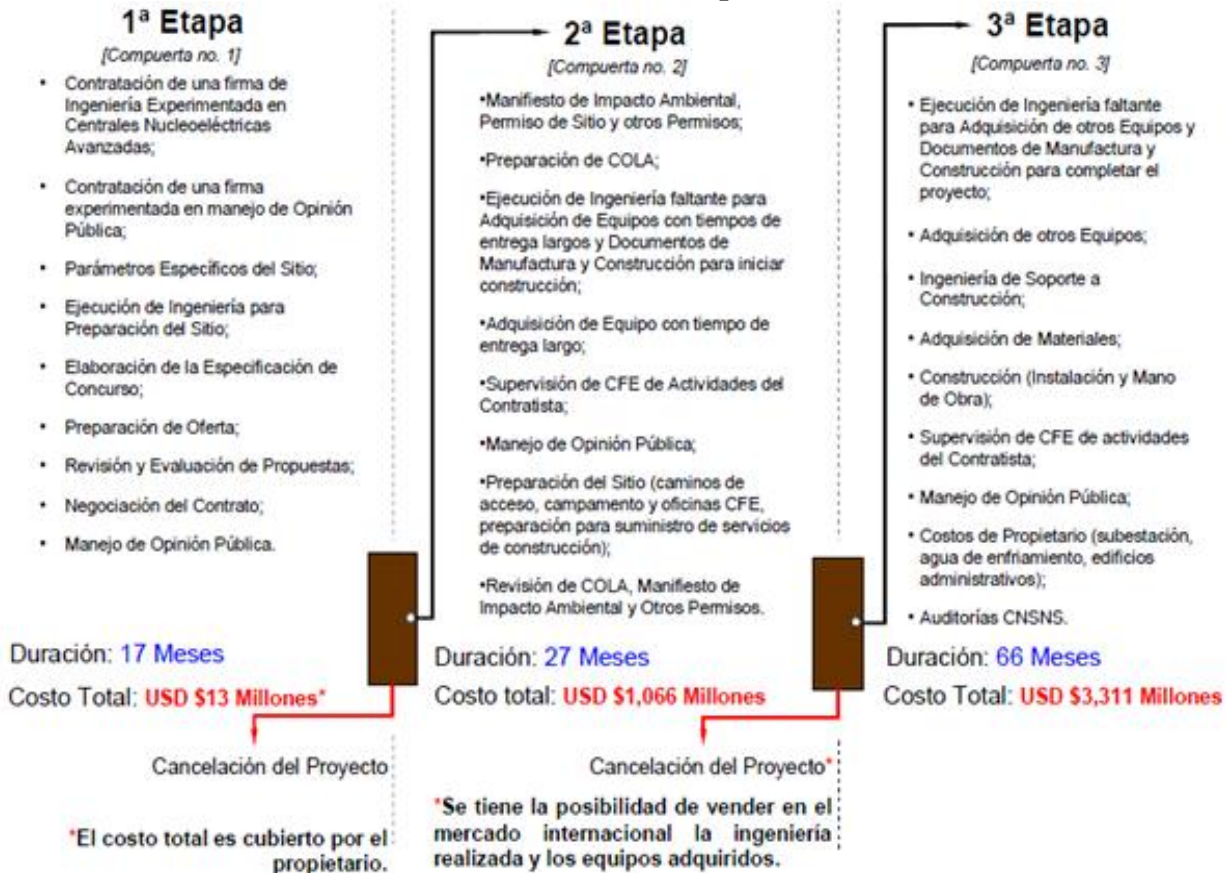 1ª Etapa
[Compuerta no. 1]
• Contratación de una firma de
Ingeniería Experimentada en
Centrales Nucleoeléctricas
Avanzadas;
• Contratación de una firma
experimentada en manejo de Opinión
Pública;
• Parámetros Específicos del Sitio;
• Ejecución de Ingeniería para
Preparación del Sitio;
• Elaboración de la Especificación de
Concurso;
• Preparación de Oferta;
• Revisión y Evaluación de Propuestas;
• Negociación del Contrato;
• Manejo de Opinión Pública.
Duración: 17 Meses
Costo Total: USD $13 Millones*
Cancelación del Proyecto
*El costo total es cubierto por el
propietario.
2ª Etapa
[Compuerta no. 2]
•Manifiesto de Impacto Ambiental,
Permiso de Sitio y otros Permisos;
•Preparación de COLA;
•Ejecución de Ingeniería faltante para
Adquisición de Equipos con tiempos de
entrega largos y Documentos de
Manufactura y Construcción para iniciar
construcción;
•Adquisición de Equipo con tiempo de
entrega largo;
•Supervisión de CFE de Actividades del
Contratista;
•Manejo de Opinión Pública;
•Preparación del Sitio (caminos de
acceso, campamento y oficinas CFE,
preparación para suministro de servicios
de construcción);
•Revisión de COLA, Manifiesto de
Impacto Ambiental y Otros Permisos.
Duración: 27 Meses
Costo total: USD $1,066 Millones
Cancelación del Proyecto*
*Se tiene la posibilidad de vender en el
mercado internacional la ingeniería
realizada y los equipos adquiridos.
3ª Etapa
[Compuerta no. 3]
• Ejecución de Ingeniería faltante
para Adquisición de otros Equipos y
Documentos de Manufactura y
Construcción para completar el
proyecto;
• Adquisición de otros Equipos;
• Ingeniería de Soporte a
Construcción;
• Adquisición de Materiales;
• Construcción (Instalación y Mano
de Obra);
• Supervisión de CFE de actividades
del Contratista;
• Manejo de Opinión Pública;
• Costos de Propietario (subestación,
agua de enfriamiento, edificios
administrativos);
• Auditorías CNSNS.
Duración: 66 Meses
Costo Total: USD $3,311 Millones